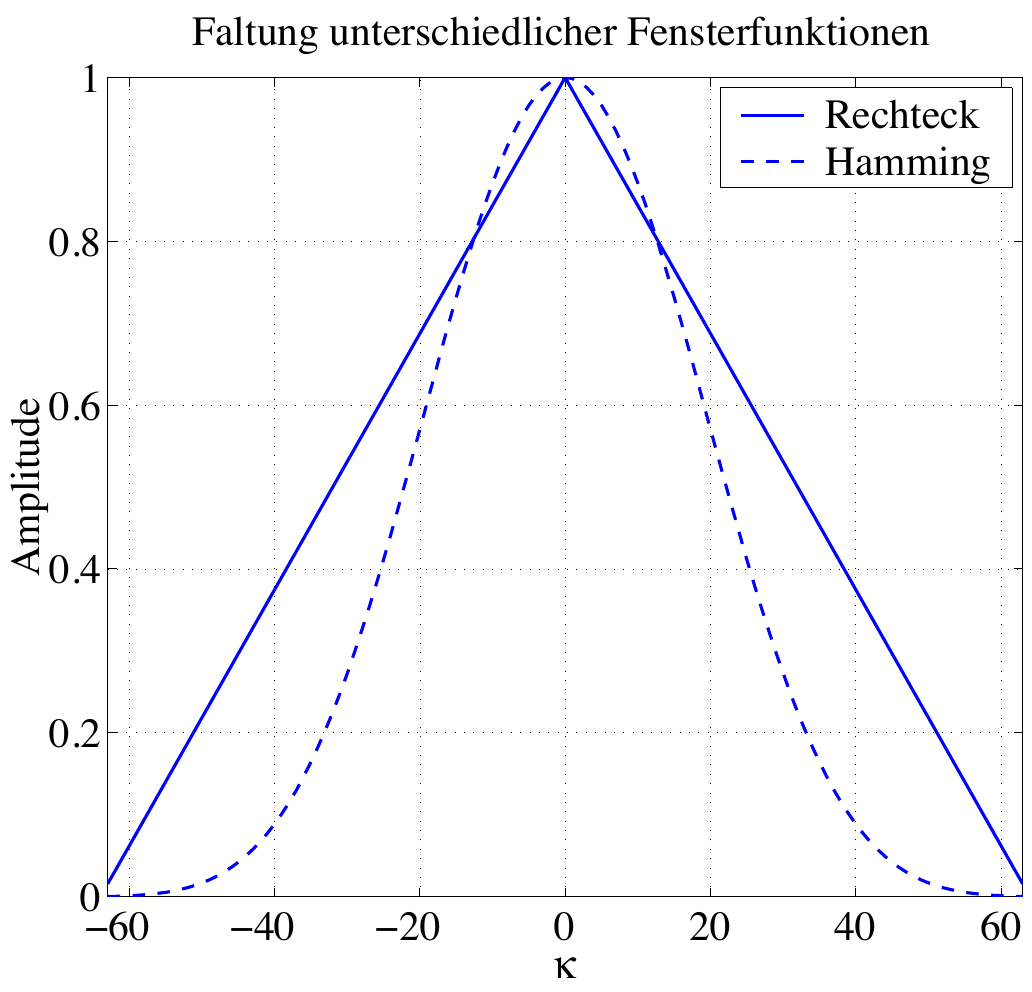 Faltung unterschiedlicher Fensterfunktionen
Rechteck
Hamming
1
0.8
0.6
0.4
0.2
0
Amplitude
−60
−40
−20
0
20
40
60
κ